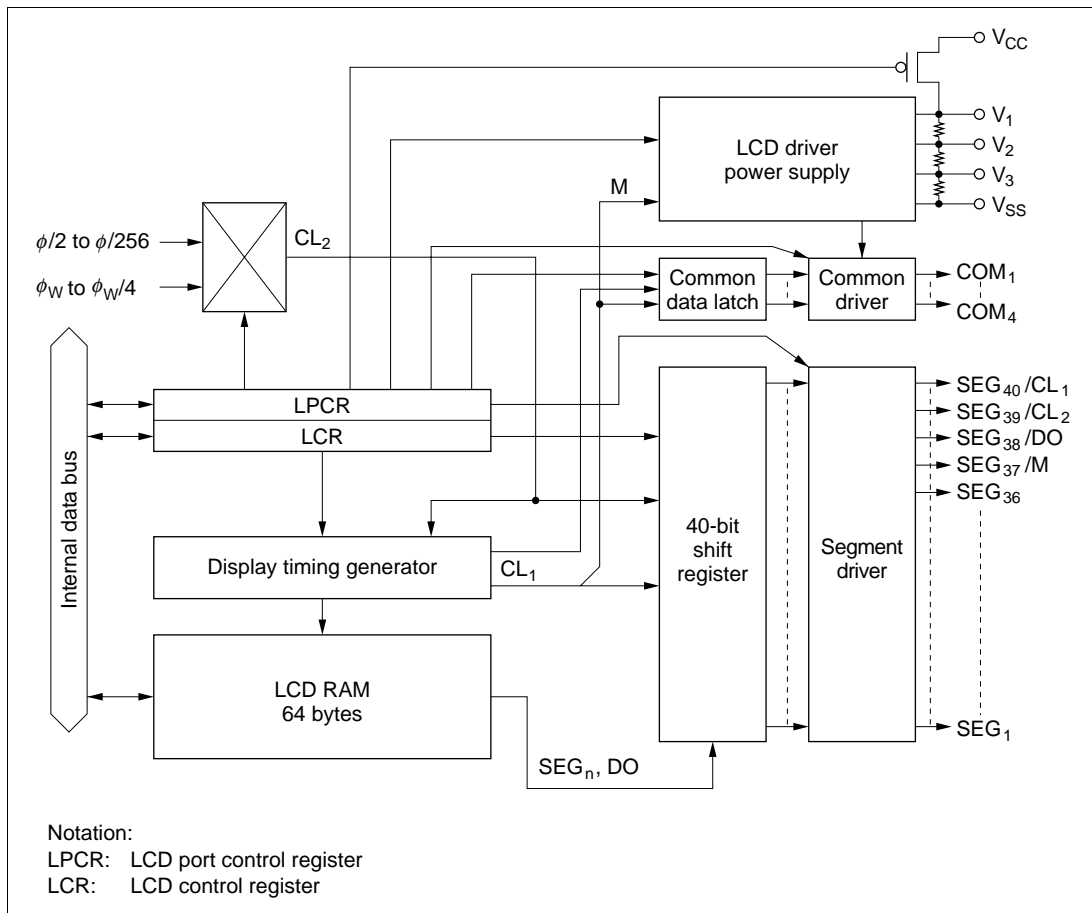 V_CC
V_1
LCD driver
power supply
V_2
V_3
M
V_SS
ϕ/2 to ϕ/256
CL_2
ϕ_W to ϕ_W/4
Common
data latch
Common
driver
COM_1
COM_4
Internal data bus
LPCR
LCR
SEG_40/CL_1
SEG_39/CL_2
SEG_38/DO
SEG_37/M
SEG_36
40-bit
shift
register
Segment
driver
Display timing generator
CL_1
LCD RAM
64 bytes
SEG_n, DO
SEG_1
Notation:
LPCR: LCD port control register
LCR: LCD control register